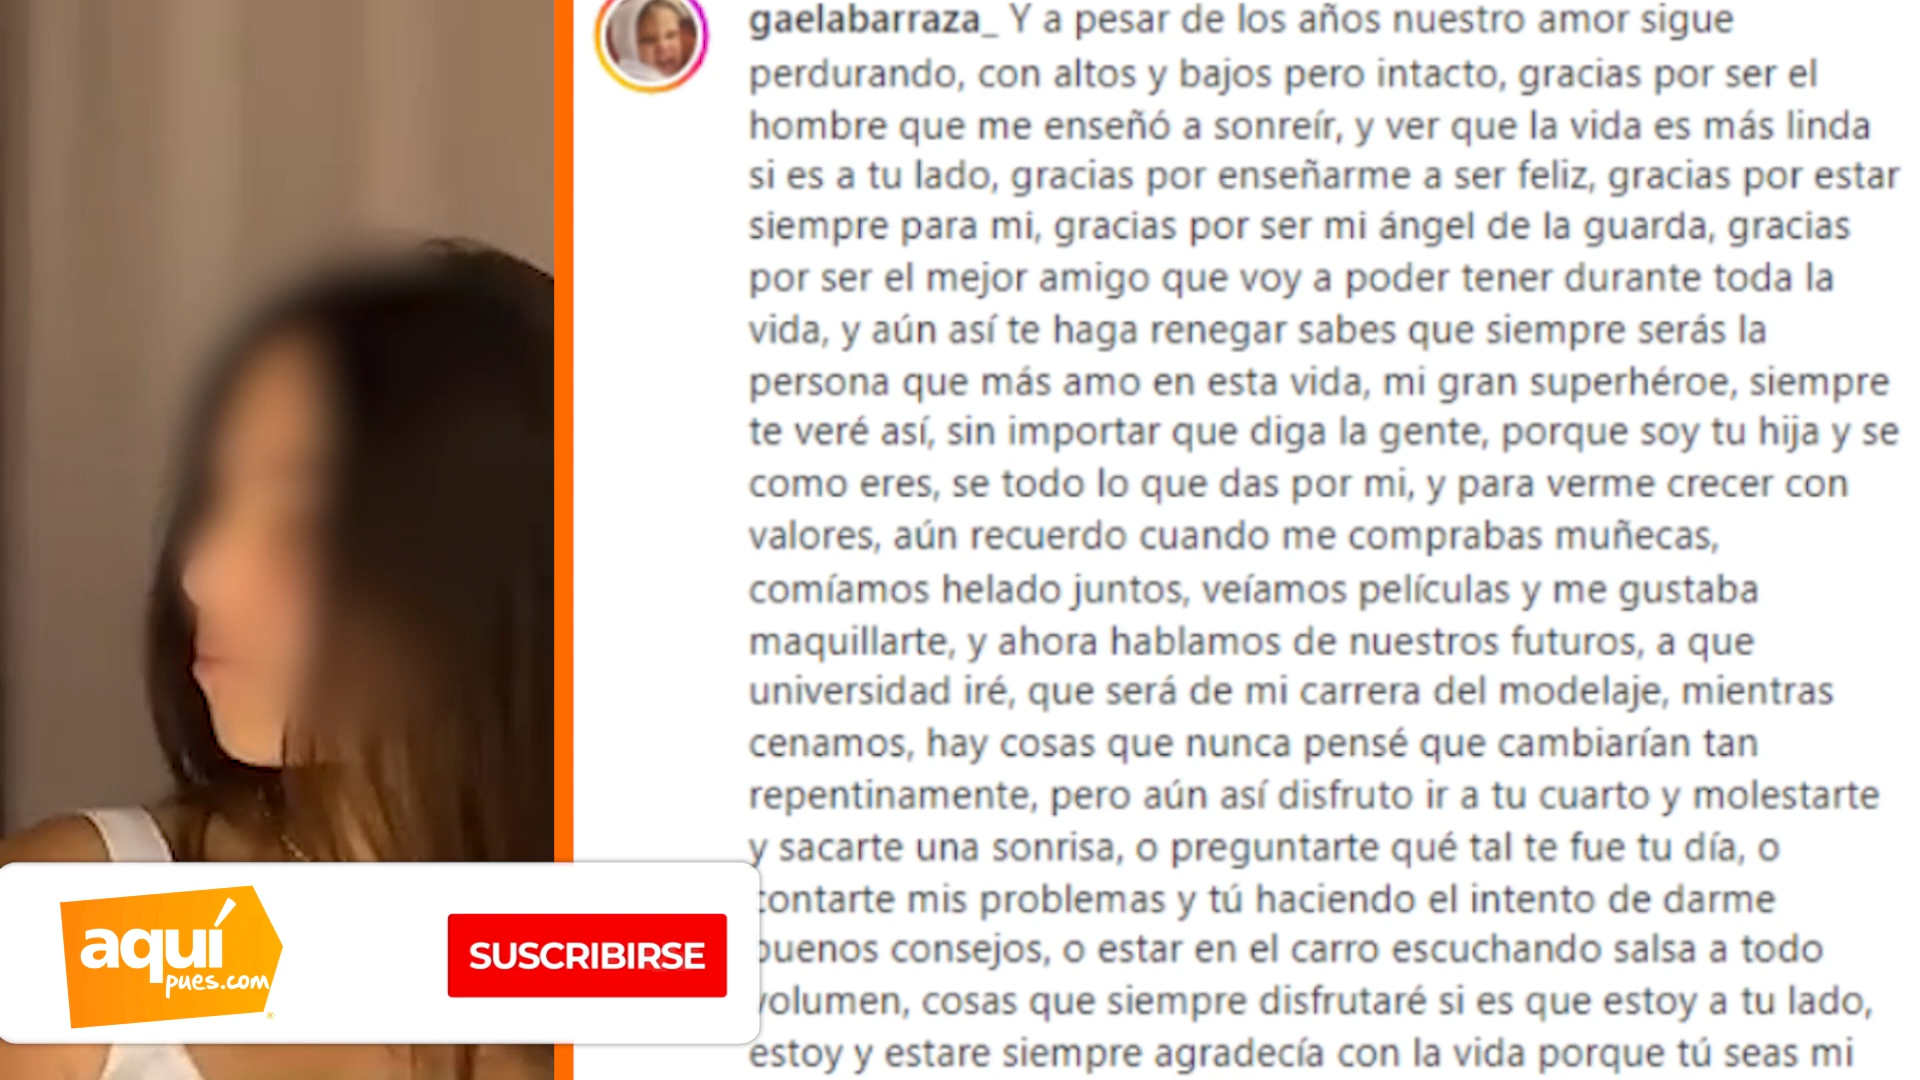 gaelabarraza_ Y a pesar de los años nuestro amor sigue
perdurando, con altos y bajos pero intacto, gracias por ser el
hombre que me enseñó a sonreír, y ver que la vida es más linda
si es a tu lado, gracias por enseñarme a ser feliz, gracias por estar
siempre para mi, gracias por ser mi ángel de la guarda, gracias
por ser el mejor amigo que voy a poder tener durante toda la
vida, y aún así te haga renegar sabes que siempre serás la
persona que más amo en esta vida, mi gran superhéroe, siempre
te veré así, sin importar que diga la gente, porque soy tu hija y se
como eres, se todo lo que das por mi, y para verme crecer con
valores, aún recuerdo cuando me comprabas muñecas,
comíamos helado juntos, veíamos películas y me gustaba
maquillarte, y ahora hablamos de nuestros futuros, a que
universidad iré, que será de mi carrera del modelaje, mientras
cenamos, hay cosas que nunca pensé que cambiarían tan
repentinamente, pero aún así disfruto ir a tu cuarto y molestarte
y sacarte una sonrisa, o preguntarte qué tal te fue tu día, o
contarte mis problemas y tú haciendo el intento de darme
buenos consejos, o estar en el carro escuchando salsa a todo
volumen, cosas que siempre disfrutaré si es que estoy a tu lado,
estoy y estare siempre agradecía con la vida porque tú seas mi
aquí
pues.com
SUSCRIBIRSE